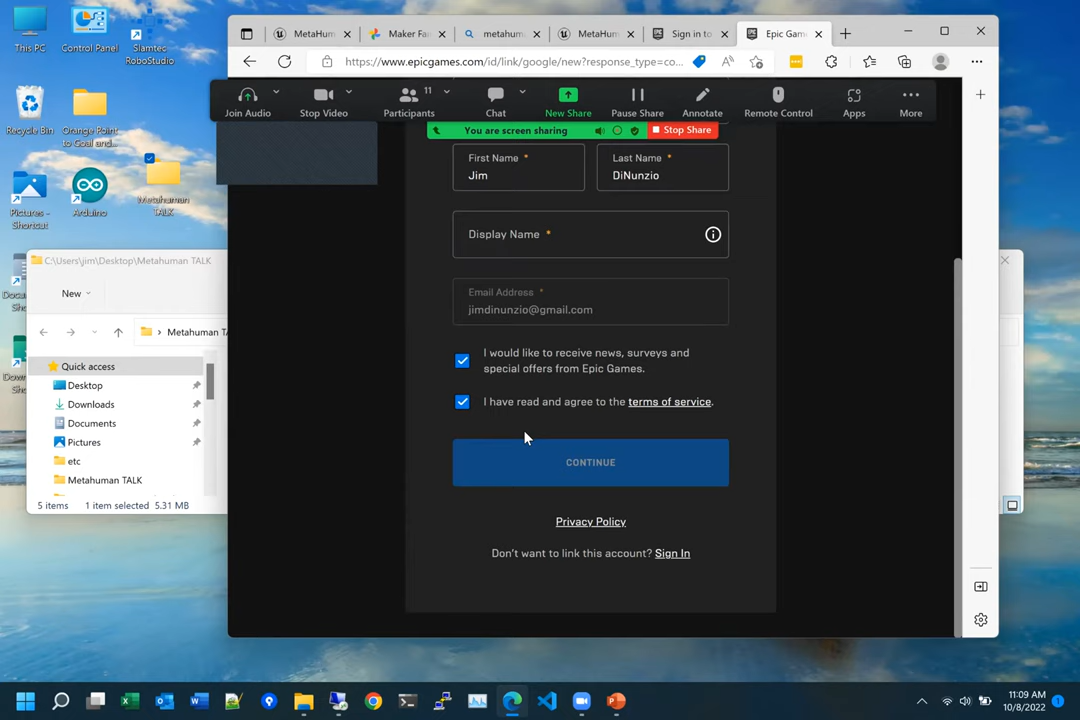 This PC
Control Panel
Slamtec
RoboStudio
Recycle Bin
Orange Point
to Goal and...
Pictures -
Shortcut
Arduino
Metahuman
TALK
MetaHum
Maker Fa
metahum
MetaHum
Sign in to
Epic Gam
https://www.epicgames.com/id/link/google/new?response_type=co...
Join Audio
Stop Video
Participants
11
Chat
New Share
Pause Share
Annotate
Remote Control
Apps
More
You are screen sharing
Stop Share
First Name *
Jim
Last Name *
DiNunzio
Display Name *
Email Address *
jimdinunzio@gmail.com
I would like to receive news, surveys and
special offers from Epic Games.
I have read and agree to the terms of service.
CONTINUE
Privacy Policy
Don't want to link this account? Sign In
C:\Users\jim\Desktop\Metahuman TALK
New
Metahuman TA
Quick access
Desktop
Downloads
Documents
Pictures
etc
Metahuman TALK
5 items
1 item selected 5.31 MB
11:09 AM
10/8/2022